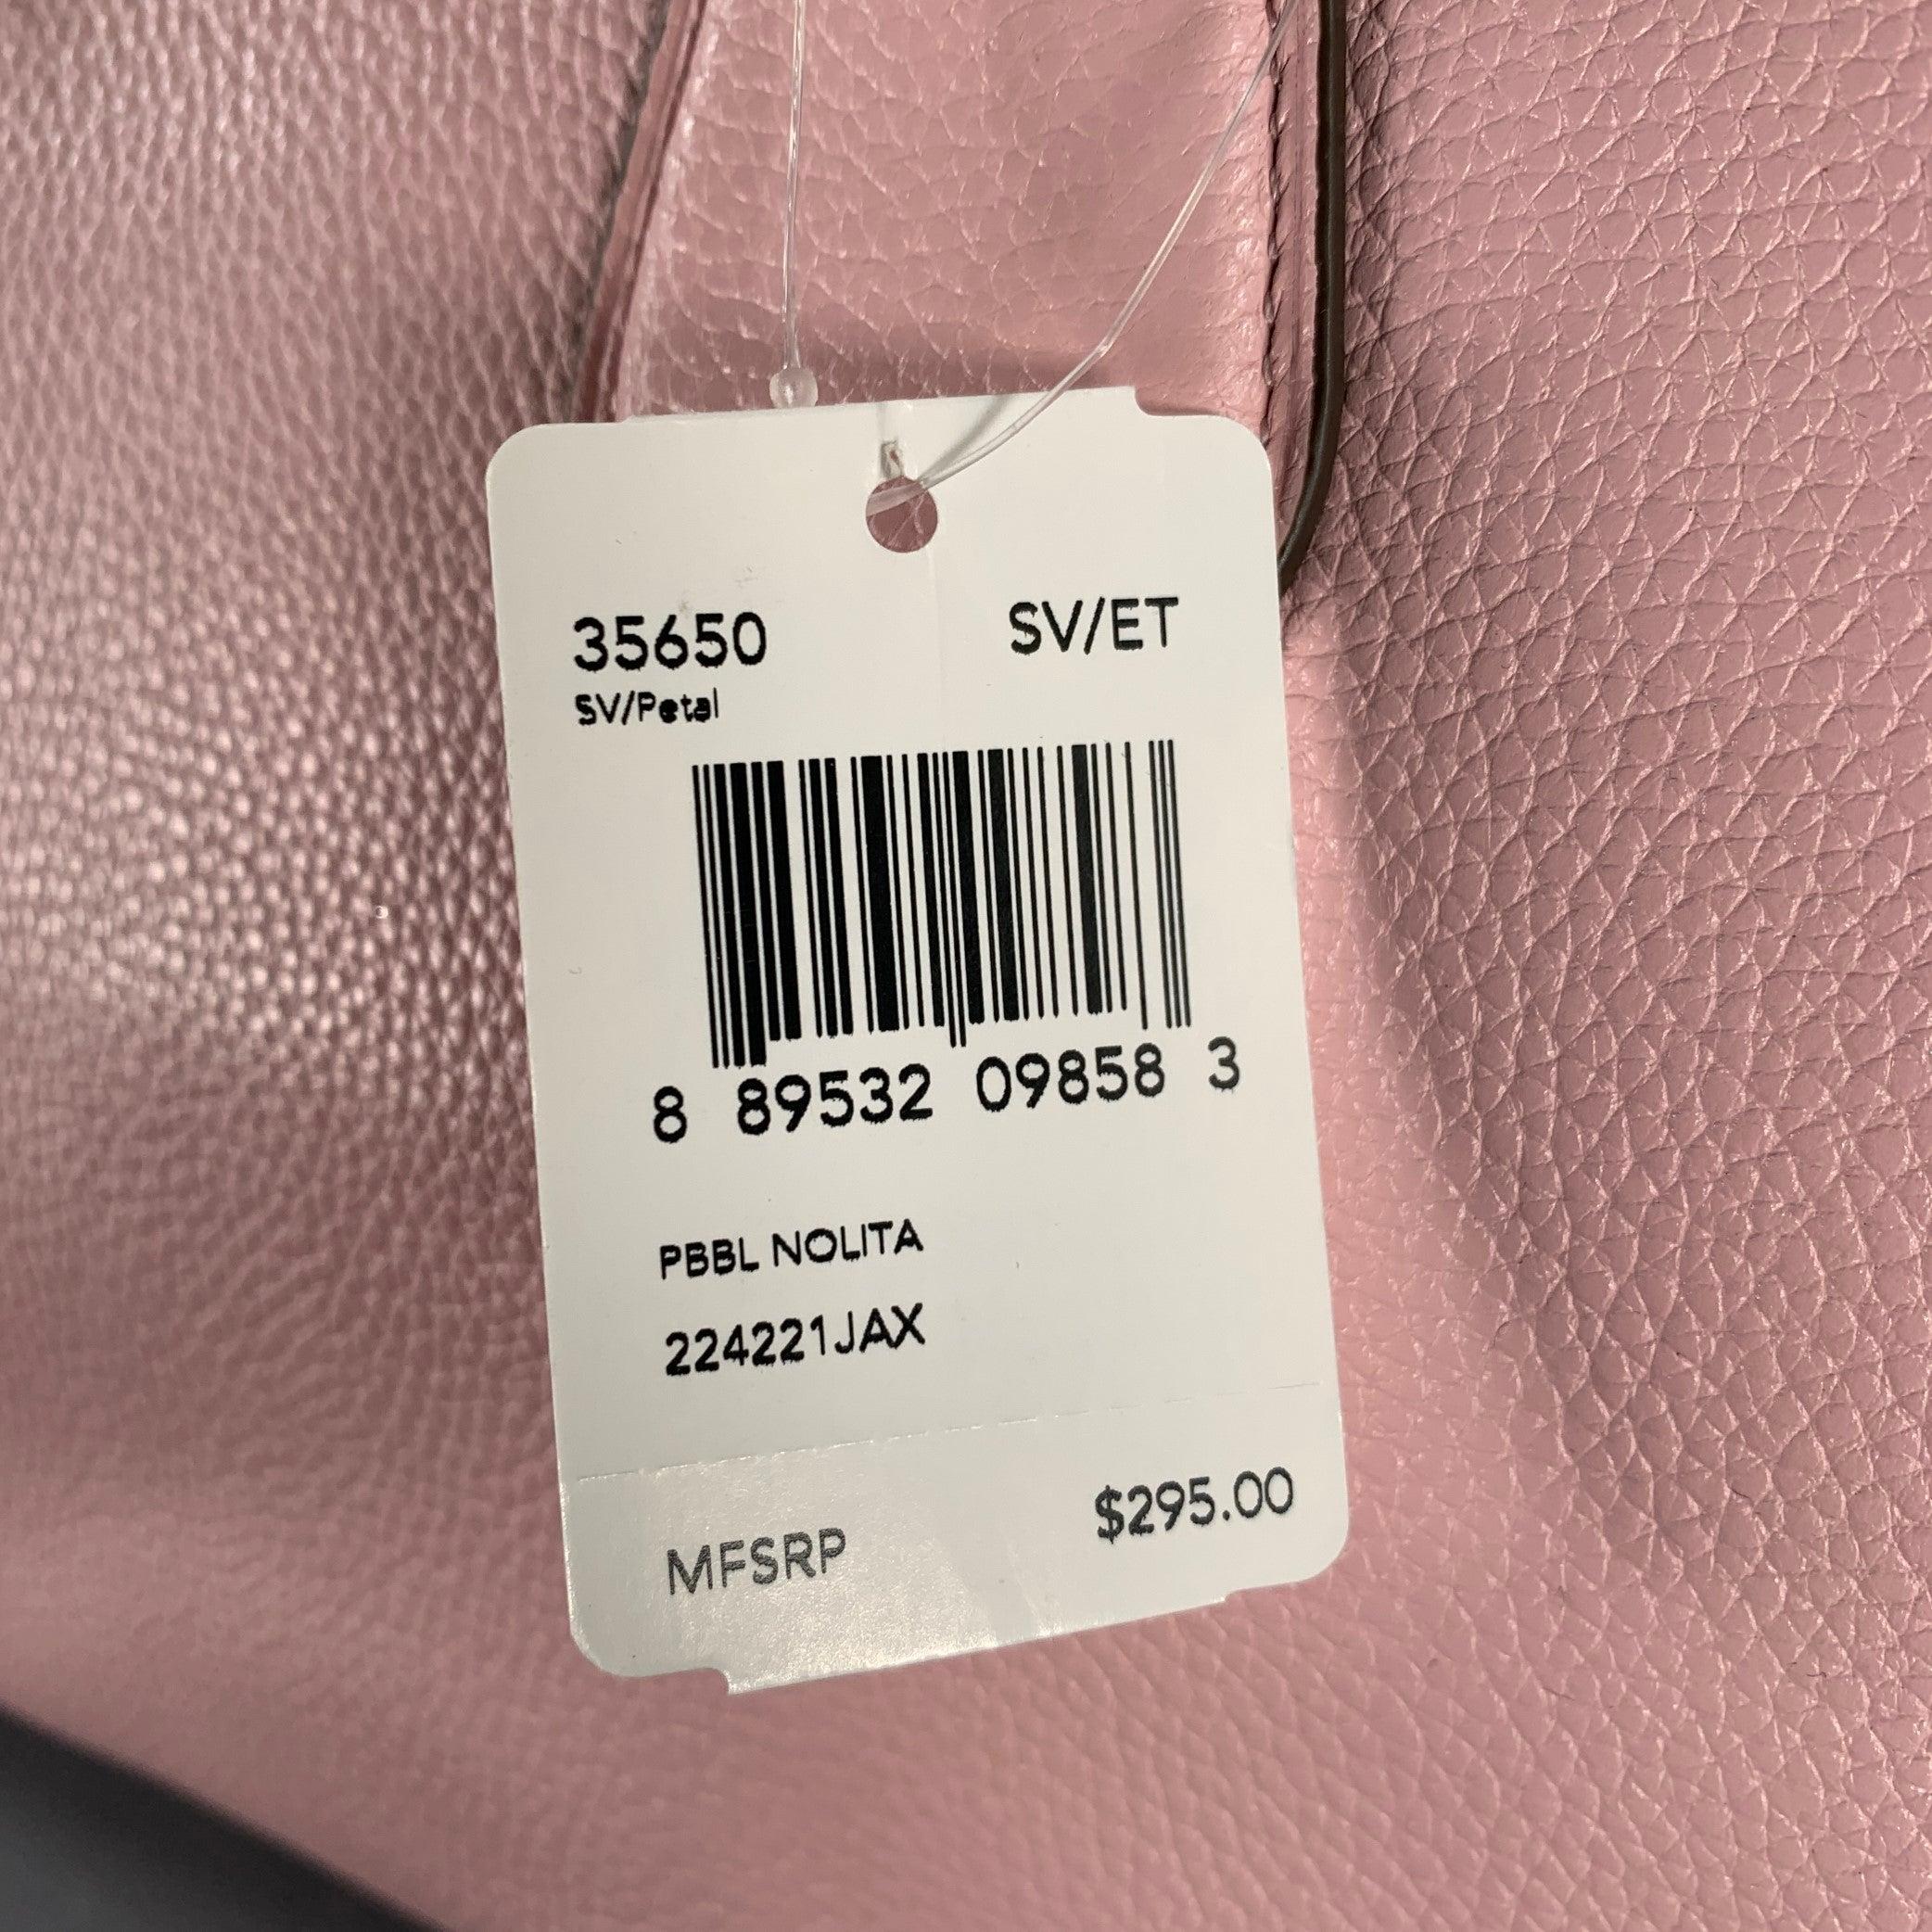 35650 SV/ET
SV/Petal
8 89532 09858 3
PBBL NOLITA
224221JAX
MFSRP $295.00